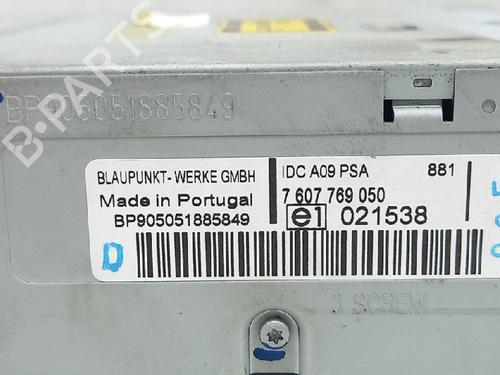 BP905051885849
BLAUPUNKT-WERKE GMBH
Made in Portugal
BP905051885849
IDC A09 PSA 881
7 607 769 050
e1 021538
D
3 SCREW